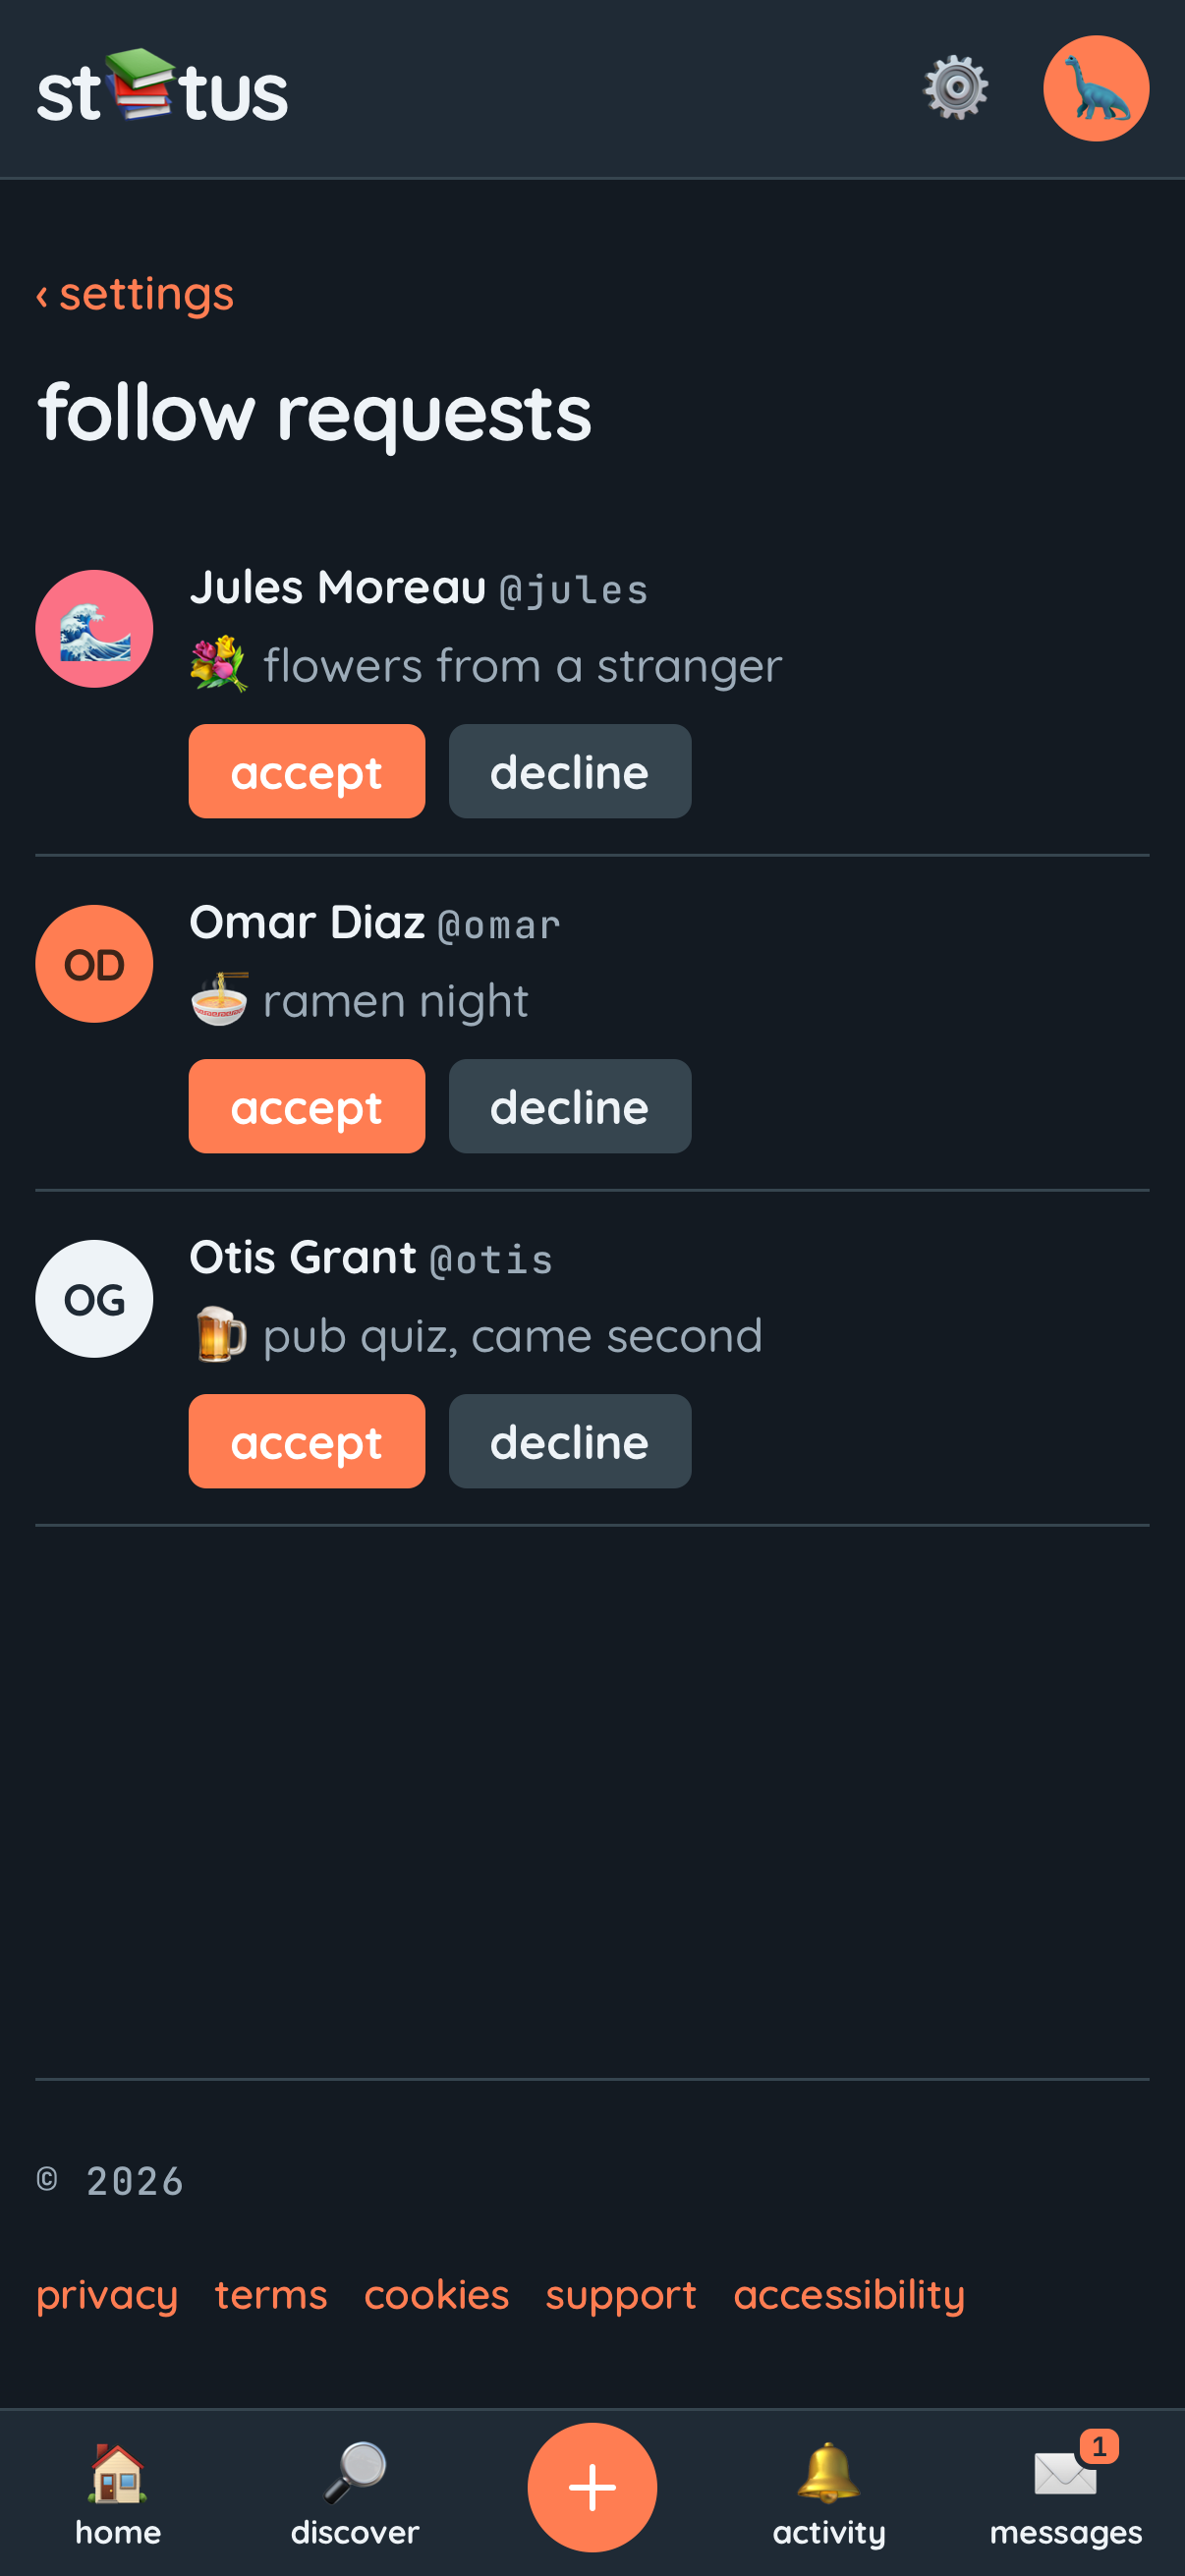 st📚tus
‹ settings
follow requests
Jules Moreau @jules
💐 flowers from a stranger
accept decline
OD
Omar Diaz @omar
🍜 ramen night
accept decline
OG
Otis Grant @otis
🍺 pub quiz, came second
accept decline
© 2026
privacy terms cookies support accessibility
1
home discover + activity messages